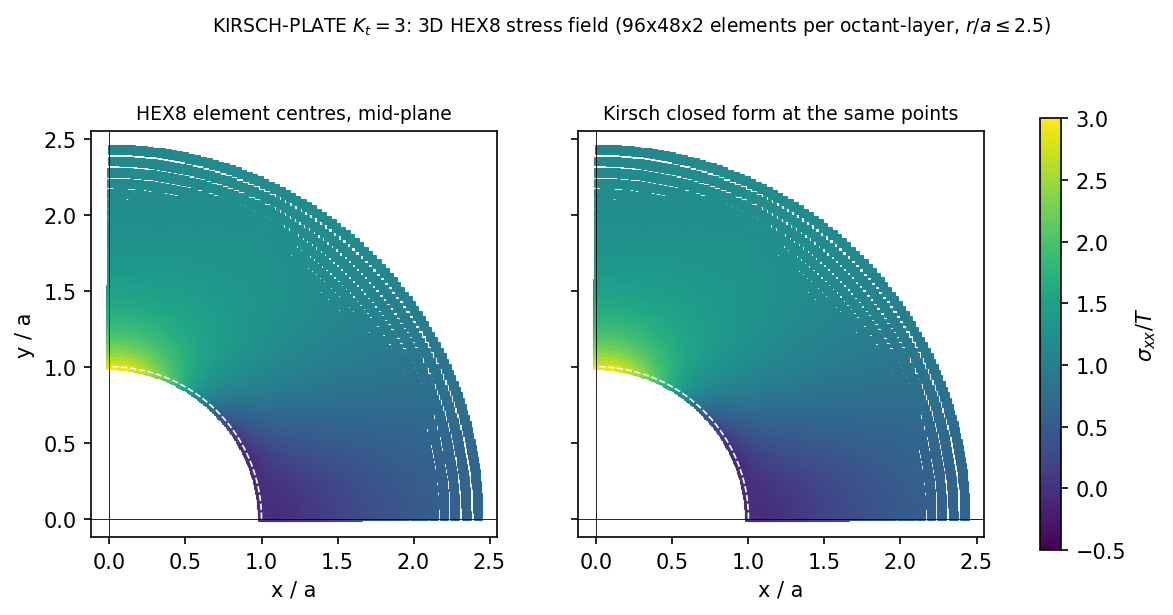 KIRSCH-PLATE $K_t = 3$: 3D HEX8 stress field (96x48x2 elements per octant-layer, $r/a \leq 2.5$)
HEX8 element centres, mid-plane
Kirsch closed form at the same points
2.5
2.0
1.5
1.0
0.5
0.0
y / a
0.0 0.5 1.0 1.5 2.0 2.5
x / a
0.0 0.5 1.0 1.5 2.0 2.5
x / a
3.0
2.5
2.0
1.5
1.0
0.5
0.0
−0.5
$\sigma_{xx}/T$